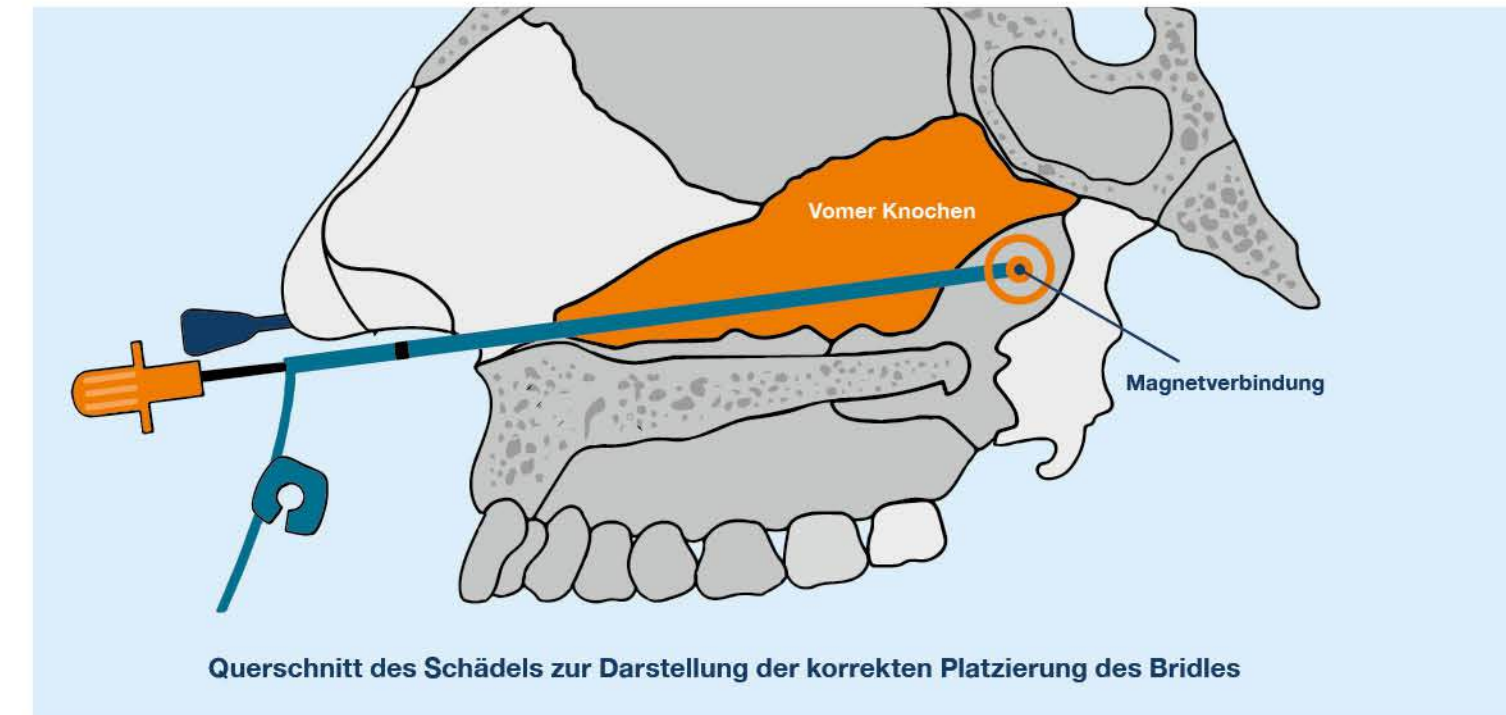 Vomer Knochen
Magnetverbindung
Querschnitt des Schädels zur Darstellung der korrekten Platzierung des Bridles